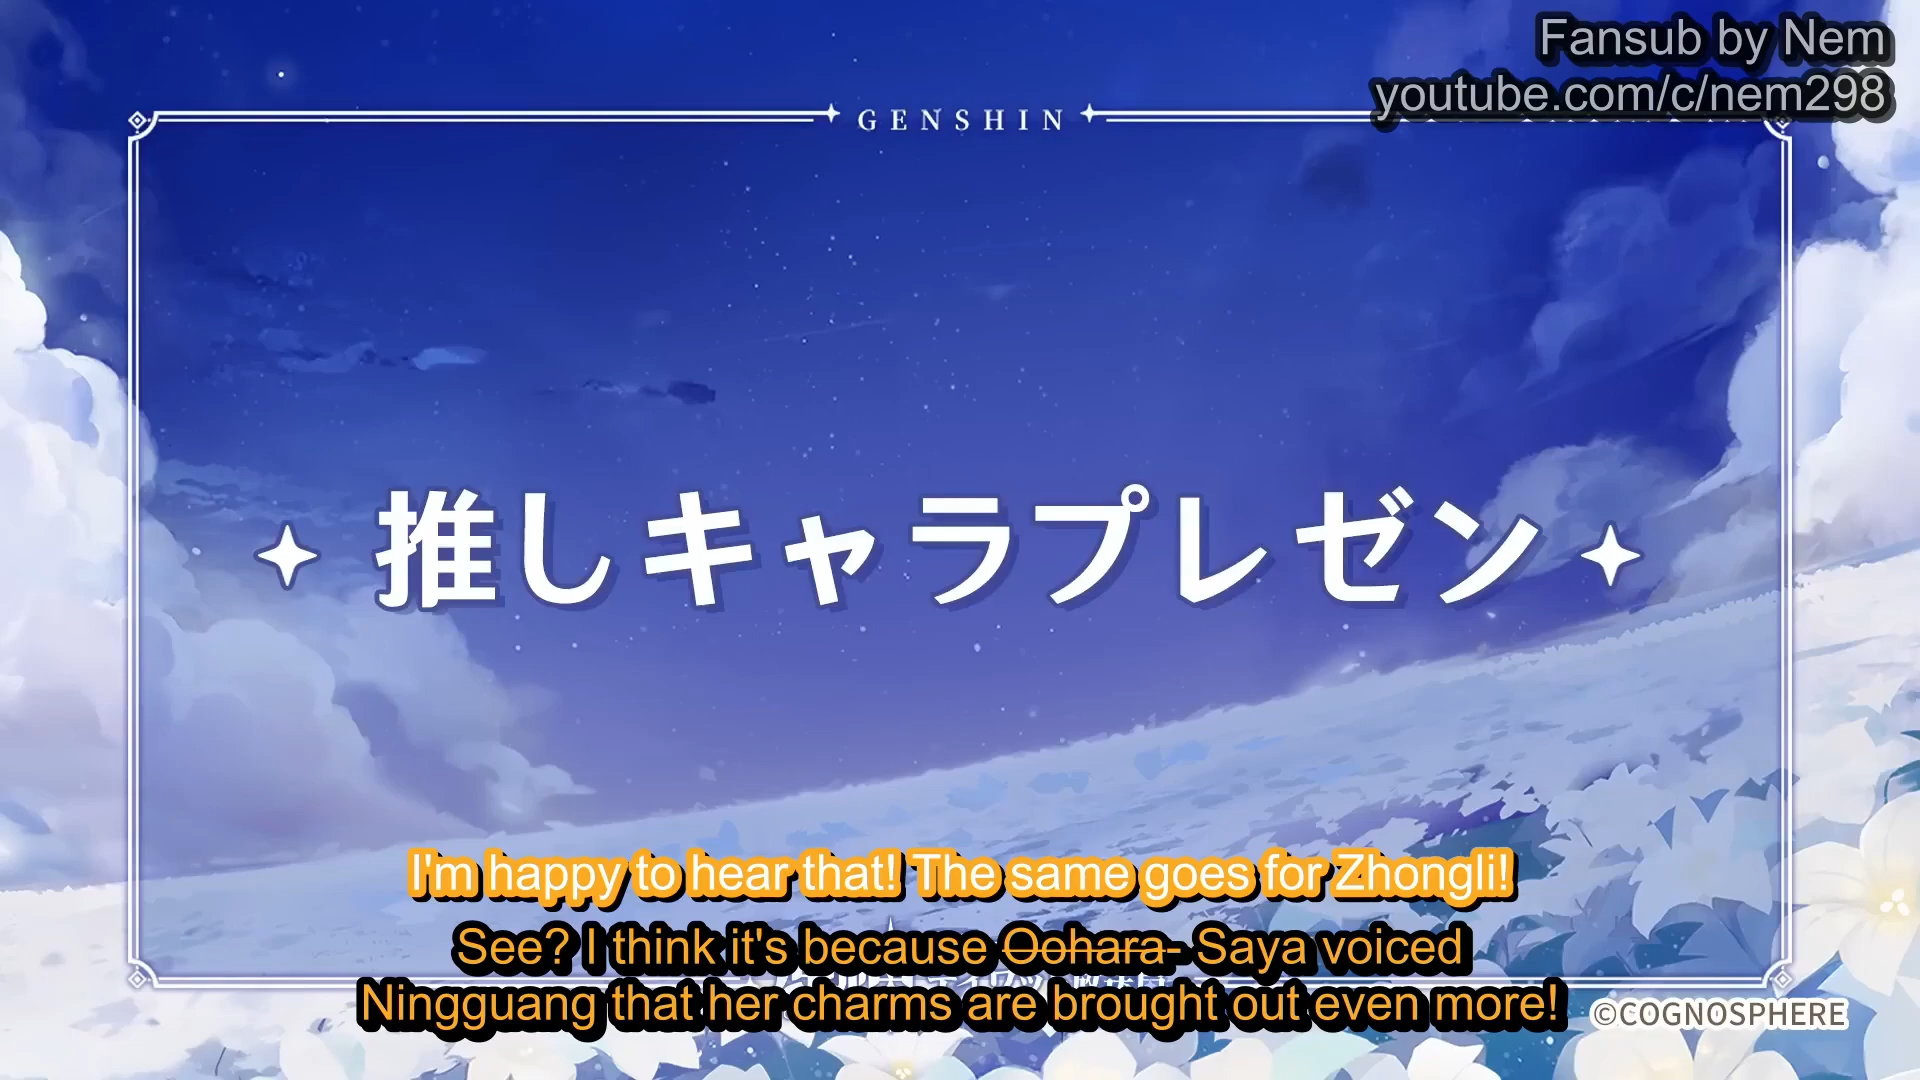 Fansub by Nem
youtube.com/c/nem298
GENSHIN
推しキャラプレゼン
I'm happy to hear that! The same goes for Zhongli!
See? I think it's because Oohara- Saya voiced
Ningguang that her charms are brought out even more!
©COGNOSPHERE